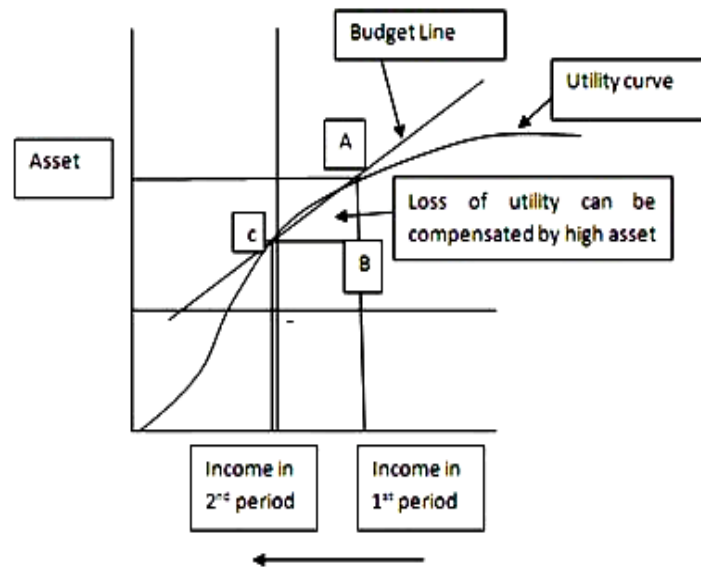 Budget Line
Utility curve
Asset
A
Loss of utility can be
compensated by high asset
c
B
Income in
2nd period
Income in
1st period